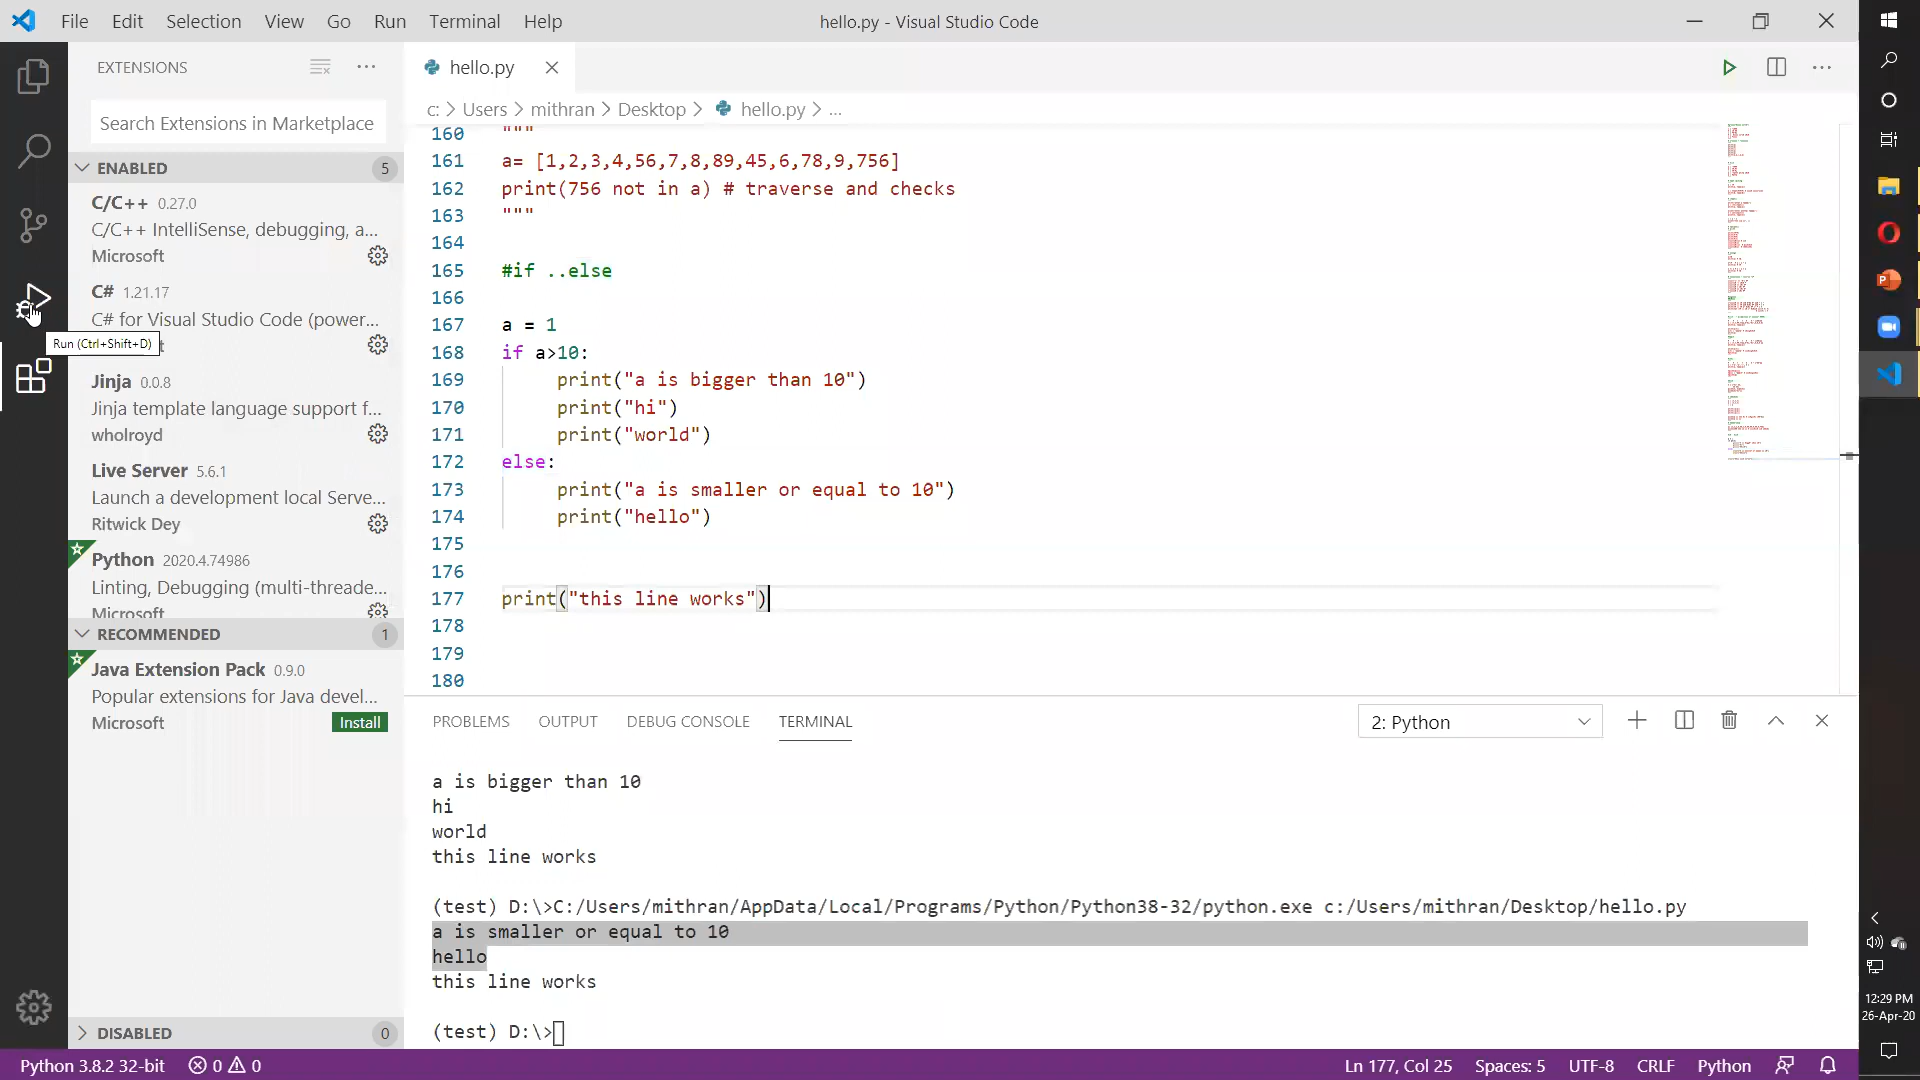 File Edit Selection View Go Run Terminal Help
hello.py - Visual Studio Code
EXTENSIONS
Search Extensions in Marketplace
ENABLED 5
C/C++ 0.27.0
C/C++ IntelliSense, debugging, a...
Microsoft
C# 1.21.17
C# for Visual Studio Code (power...
Run (Ctrl+Shift+D)
Jinja 0.0.8
Jinja template language support f...
wholroyd
Live Server 5.6.1
Launch a development local Serve...
Ritwick Dey
Python 2020.4.74986
Linting, Debugging (multi-threade...
Microsoft
RECOMMENDED 1
Java Extension Pack 0.9.0
Popular extensions for Java devel...
Microsoft Install
DISABLED 0
hello.py
c: > Users > mithran > Desktop > hello.py > ...
160 """
161 a= [1,2,3,4,56,7,8,89,45,6,78,9,756]
162 print(756 not in a) # traverse and checks
163 """
164
165 #if ..else
166
167 a = 1
168 if a>10:
169 print("a is bigger than 10")
170 print("hi")
171 print("world")
172 else:
173 print("a is smaller or equal to 10")
174 print("hello")
175
176
177 print("this line works")
178
179
180
PROBLEMS OUTPUT DEBUG CONSOLE TERMINAL
2: Python
a is bigger than 10
hi
world
this line works
(test) D:\>C:/Users/mithran/AppData/Local/Programs/Python/Python38-32/python.exe c:/Users/mithran/Desktop/hello.py
a is smaller or equal to 10
hello
this line works
(test) D:\>
Python 3.8.2 32-bit 0 0
Ln 177, Col 25 Spaces: 5 UTF-8 CRLF Python
12:29 PM
26-Apr-20